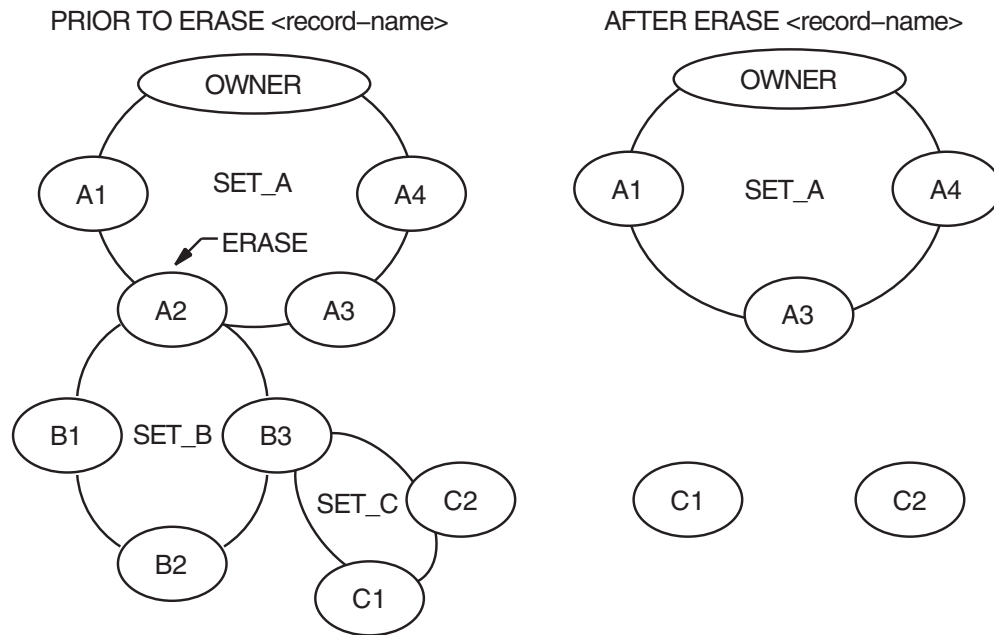 PRIOR TO ERASE <record–name>
AFTER ERASE <record–name>
OWNER
OWNER
A1
SET_A
A4
A1
SET_A
A4
ERASE
A2
A3
A3
B1
SET_B
B3
SET_C
C2
C1
C2
B2
C1